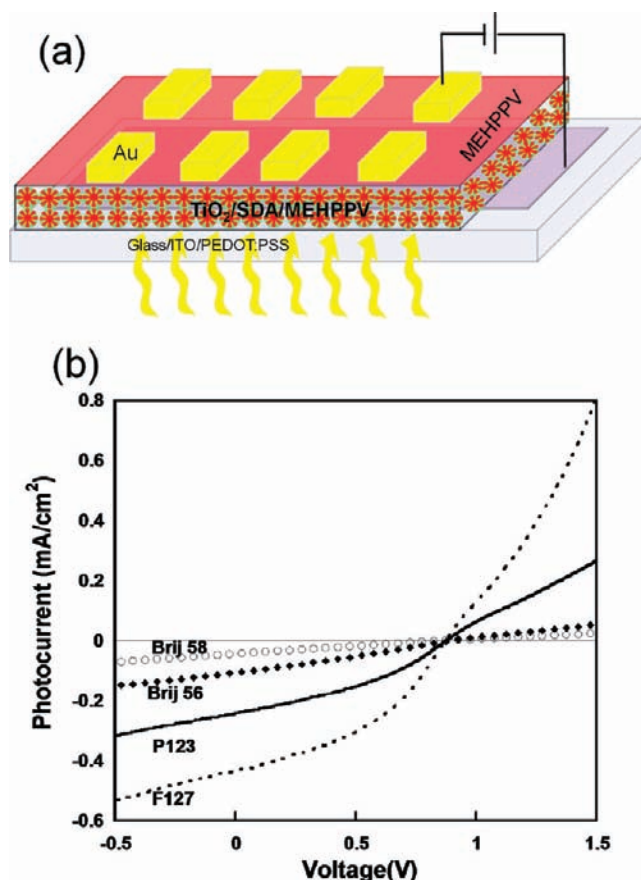 (a)
Au
MEHPPV
TiO2/SDA/MEHPPV
Glass/ITO/PEDOT:PSS
(b)
0.8
0.6
0.4
0.2
0
-0.2
-0.4
-0.6
Photocurrent (mA/cm²)
Brij 58
Brij 56
P123
F127
-0.5
0
0.5
1
1.5
Voltage(V)